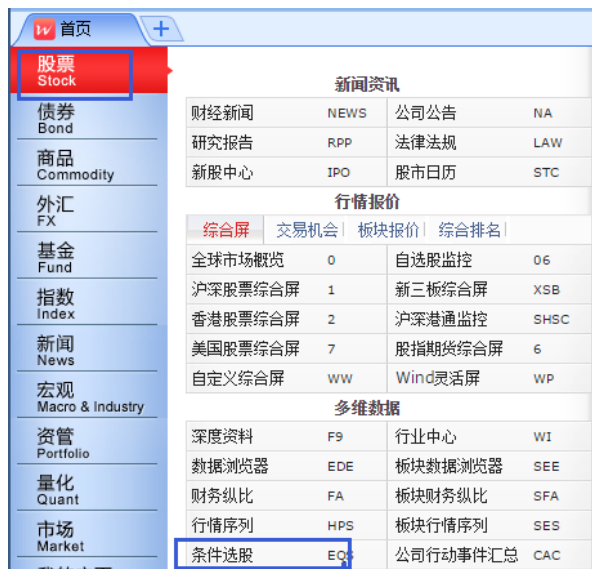 w 首页 +
股票
Stock
债券
Bond
商品
Commodity
外汇
FX
基金
Fund
指数
Index
新闻
News
宏观
Macro & Industry
资管
Portfolio
量化
Quant
市场
Market
新闻资讯
财经新闻 NEWS 公司公告 NA
研究报告 RPP 法律法规 LAW
新股中心 IPO 股市日历 STC
行情报价
综合屏 交易机会 板块报价 综合排名
全球市场概览 0 自选股监控 06
沪深股票综合屏 1 新三板综合屏 XSB
香港股票综合屏 2 沪深港通监控 SHSC
美国股票综合屏 7 股指期货综合屏 6
自定义综合屏 WW Wind灵活屏 WP
多维数据
深度资料 F9 行业中心 WI
数据浏览器 EDE 板块数据浏览器 SEE
财务纵比 FA 板块财务纵比 SFA
行情序列 HPS 板块行情序列 SES
条件选股 EQS 公司行动事件汇总 CAC